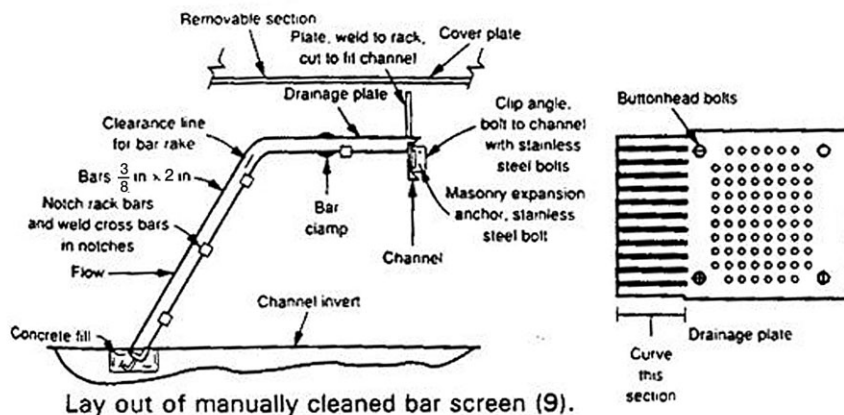 Removable section
Plate, weld to rack,
cut to fit channel
Cover plate
Drainage plate
Clearance line
for bar rake
Bars 3/8 in x 2 in
Notch rack bars
and weld cross bars
in notches
Flow
Bar
clamp
Clip angle,
bolt to channel
with stainless
steel bolts
Masonry expansion
anchor, stainless
steel bolt
Channel
Channel invert
Concrete fill
Buttonhead bolts
Drainage plate
Curve
this
section
Lay out of manually cleaned bar screen (9).